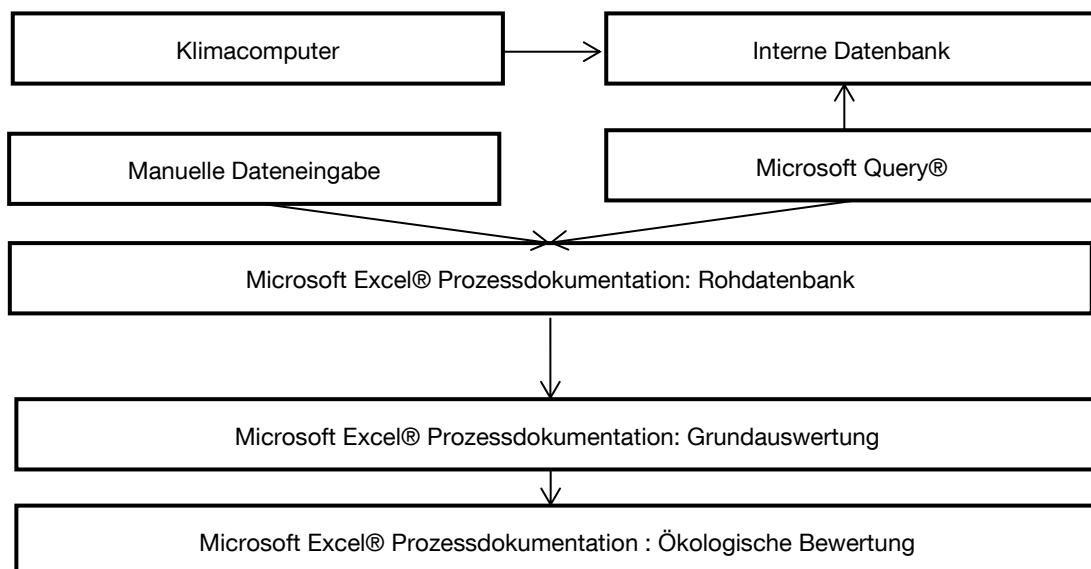 Klimacomputer
Interne Datenbank
Manuelle Dateneingabe
Microsoft Query®
Microsoft Excel® Prozessdokumentation: Rohdatenbank
Microsoft Excel® Prozessdokumentation: Grundauswertung
Microsoft Excel® Prozessdokumentation : Ökologische Bewertung